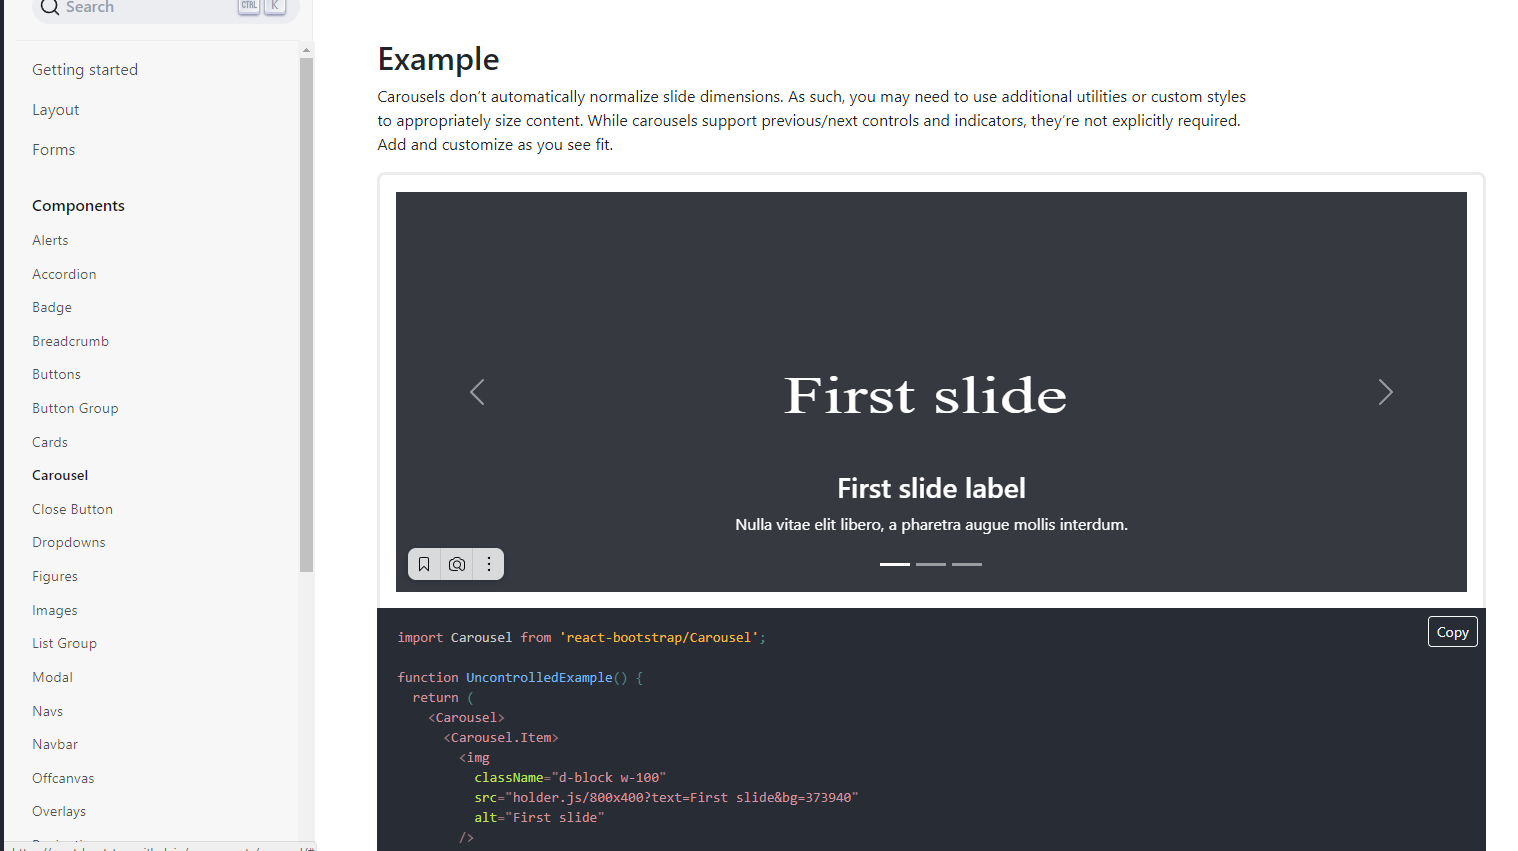 Search
CTRL K
Getting started
Layout
Forms
Components
Alerts
Accordion
Badge
Breadcrumb
Buttons
Button Group
Cards
Carousel
Close Button
Dropdowns
Figures
Images
List Group
Modal
Navs
Navbar
Offcanvas
Overlays
Example
Carousels don’t automatically normalize slide dimensions. As such, you may need to use additional utilities or custom styles
to appropriately size content. While carousels support previous/next controls and indicators, they’re not explicitly required.
Add and customize as you see fit.
First slide
First slide label
Nulla vitae elit libero, a pharetra augue mollis interdum.
Copy
import Carousel from 'react-bootstrap/Carousel';
function UncontrolledExample() {
return (
<Carousel>
<Carousel.Item>
<img
className="d-block w-100"
src="holder.js/800x400?text=First slide&bg=373940"
alt="First slide"
/>